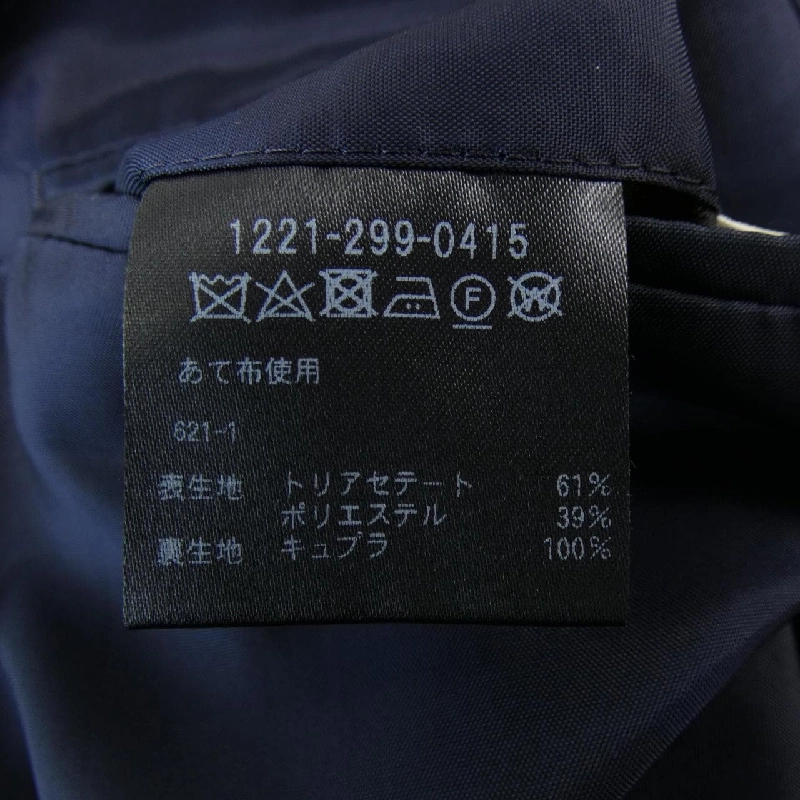 1221-299-0415
F W
あて布使用
621-1
表生地 トリアセテート 61%
ポリエステル 39%
裏生地 キュプラ 100%